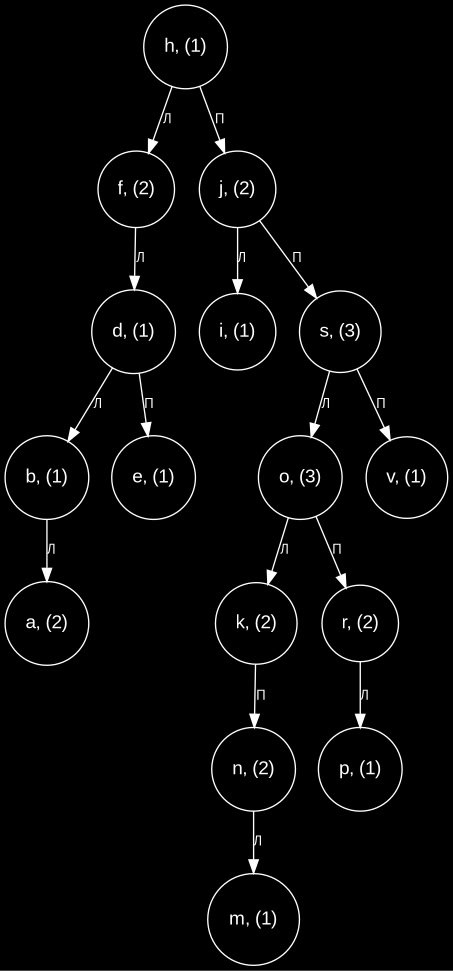 h, (1)
Л П
f, (2) j, (2)
Л Л П
d, (1) i, (1) s, (3)
Л П Л П
b, (1) e, (1) o, (3) v, (1)
Л Л П
a, (2) k, (2) r, (2)
П Л
n, (2) p, (1)
Л
m, (1)